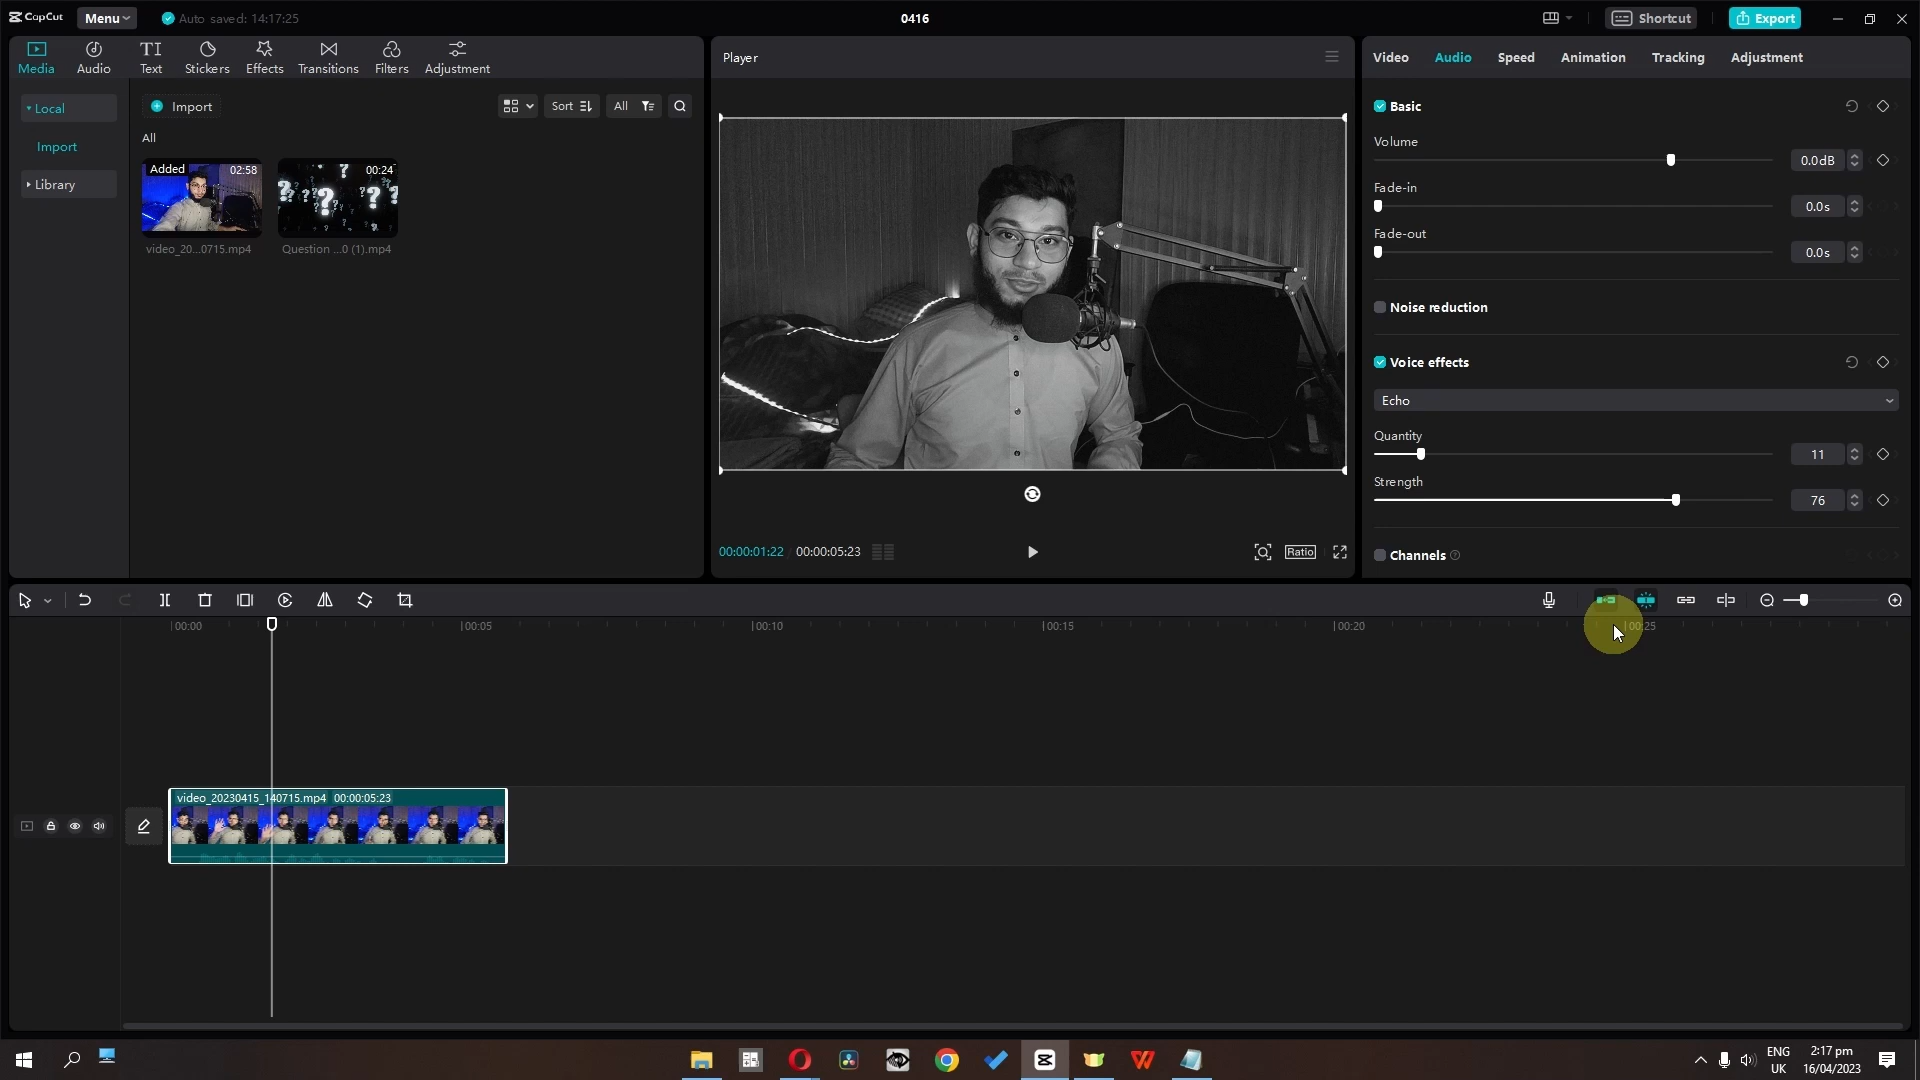 CapCut
Menu
Auto saved: 14:17:25
0416
Shortcut
Export
Media
Audio
Text
Stickers
Effects
Transitions
Filters
Adjustment
Local
Import
Library
Import
Sort
All
All
Added
02:58
00:24
video_20...0715.mp4
Question ...0 (1).mp4
Player
00:00:01:22
00:00:05:23
Ratio
Video
Audio
Speed
Animation
Tracking
Adjustment
Basic
Volume
0.0dB
Fade-in
0.0s
Fade-out
0.0s
Noise reduction
Voice effects
Echo
Quantity
11
Strength
76
Channels
00:00
00:05
00:10
00:15
00:20
00:25
video_20230415_140715.mp4 00:00:05:23
ENG
UK
2:17 pm
16/04/2023